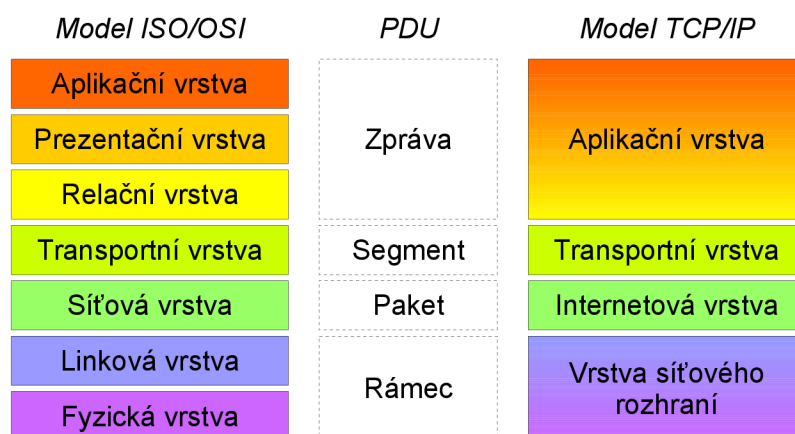 Model ISO/OSI
PDU
Model TCP/IP
Aplikační vrstva
Prezentační vrstva
Relační vrstva
Zpráva
Aplikační vrstva
Transportní vrstva
Segment
Transportní vrstva
Síťová vrstva
Paket
Internetová vrstva
Linková vrstva
Fyzická vrstva
Rámec
Vrstva síťového
rozhraní